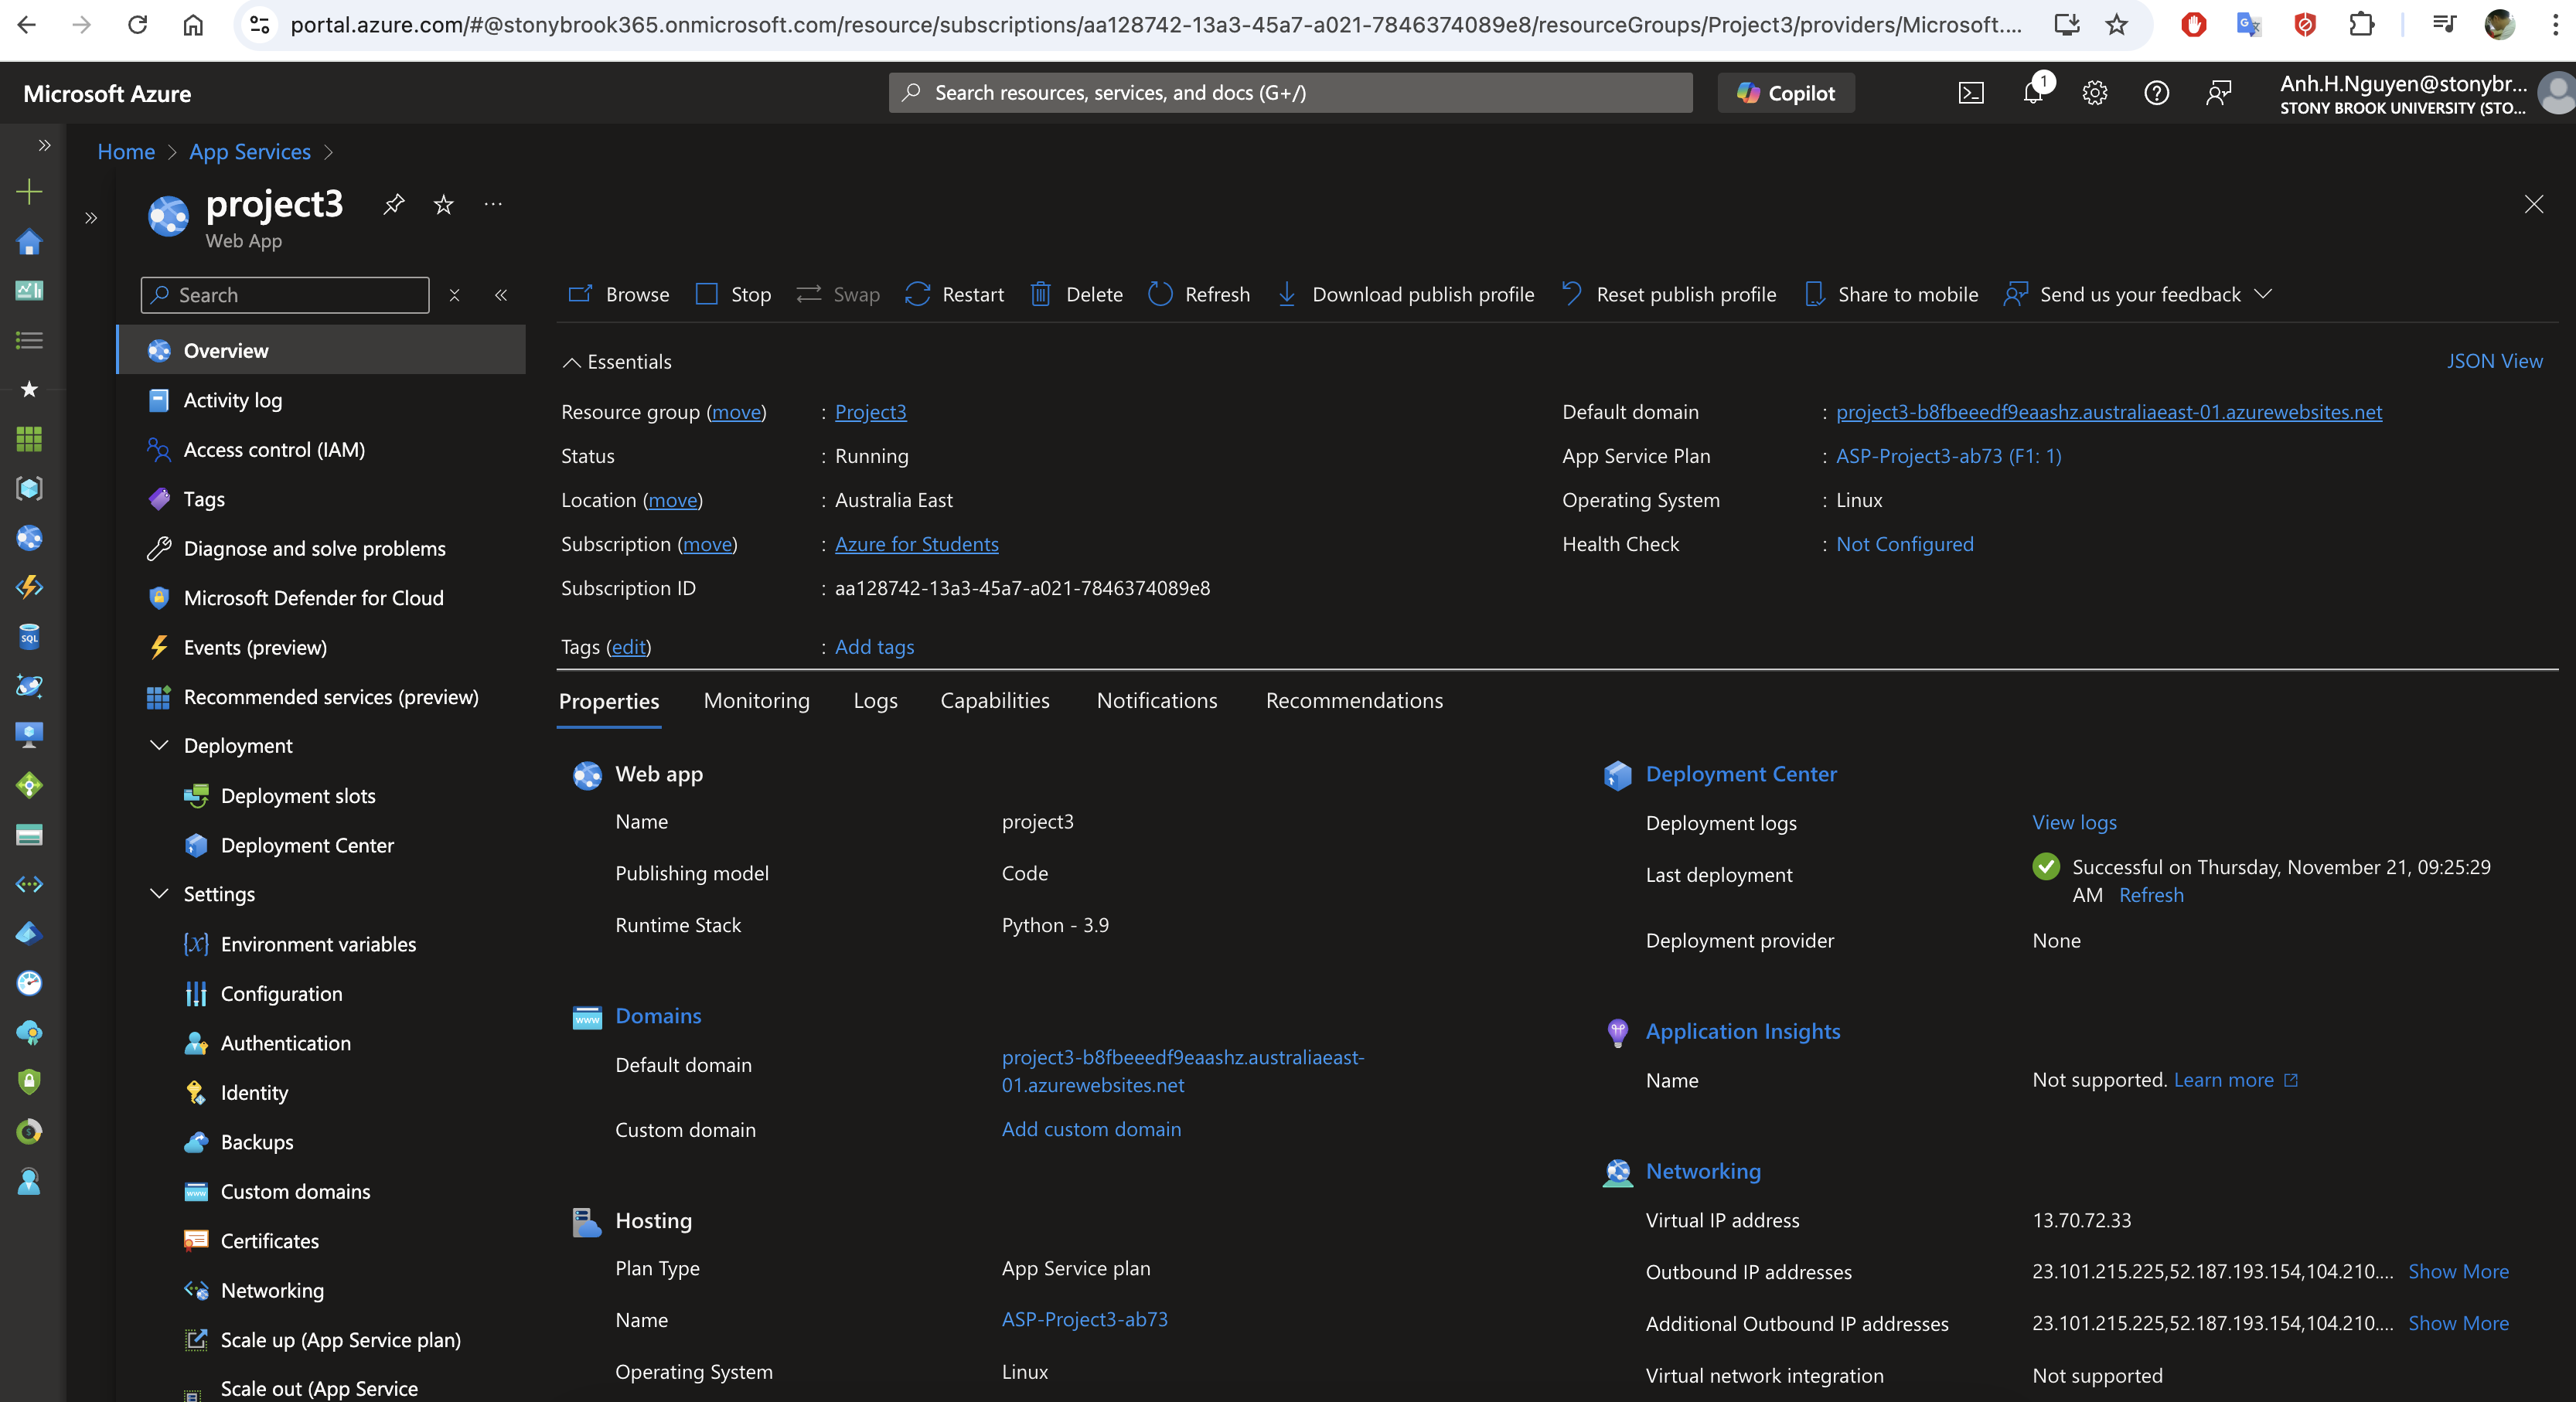 portal.azure.com/#@stonybrook365.onmicrosoft.com/resource/subscriptions/aa128742-13a3-45a7-a021-7846374089e8/resourceGroups/Project3/providers/Microsoft....
Microsoft Azure
Search resources, services, and docs (G+/)
Copilot
1
Anh.H.Nguyen@stonybr...
STONY BROOK UNIVERSITY (STO...
Home > App Services >
project3
Web App
Search
Overview
Activity log
Access control (IAM)
Tags
Diagnose and solve problems
Microsoft Defender for Cloud
Events (preview)
Recommended services (preview)
Deployment
Deployment slots
Deployment Center
Settings
Environment variables
Configuration
Authentication
Identity
Backups
Custom domains
Certificates
Networking
Scale up (App Service plan)
Scale out (App Service
Browse Stop Swap Restart Delete Refresh Download publish profile Reset publish profile Share to mobile Send us your feedback
Essentials
JSON View
Resource group (move) : Project3
Status : Running
Location (move) : Australia East
Subscription (move) : Azure for Students
Subscription ID : aa128742-13a3-45a7-a021-7846374089e8
Tags (edit) : Add tags
Default domain : project3-b8fbeeedf9eaashz.australiaeast-01.azurewebsites.net
App Service Plan : ASP-Project3-ab73 (F1: 1)
Operating System : Linux
Health Check : Not Configured
Properties Monitoring Logs Capabilities Notifications Recommendations
Web app
Name project3
Publishing model Code
Runtime Stack Python - 3.9
Domains
Default domain project3-b8fbeeedf9eaashz.australiaeast-
01.azurewebsites.net
Custom domain Add custom domain
Hosting
Plan Type App Service plan
Name ASP-Project3-ab73
Operating System Linux
Deployment Center
Deployment logs View logs
Last deployment Successful on Thursday, November 21, 09:25:29
AM Refresh
Deployment provider None
Application Insights
Name Not supported. Learn more
Networking
Virtual IP address 13.70.72.33
Outbound IP addresses 23.101.215.225,52.187.193.154,104.210.... Show More
Additional Outbound IP addresses 23.101.215.225,52.187.193.154,104.210.... Show More
Virtual network integration Not supported